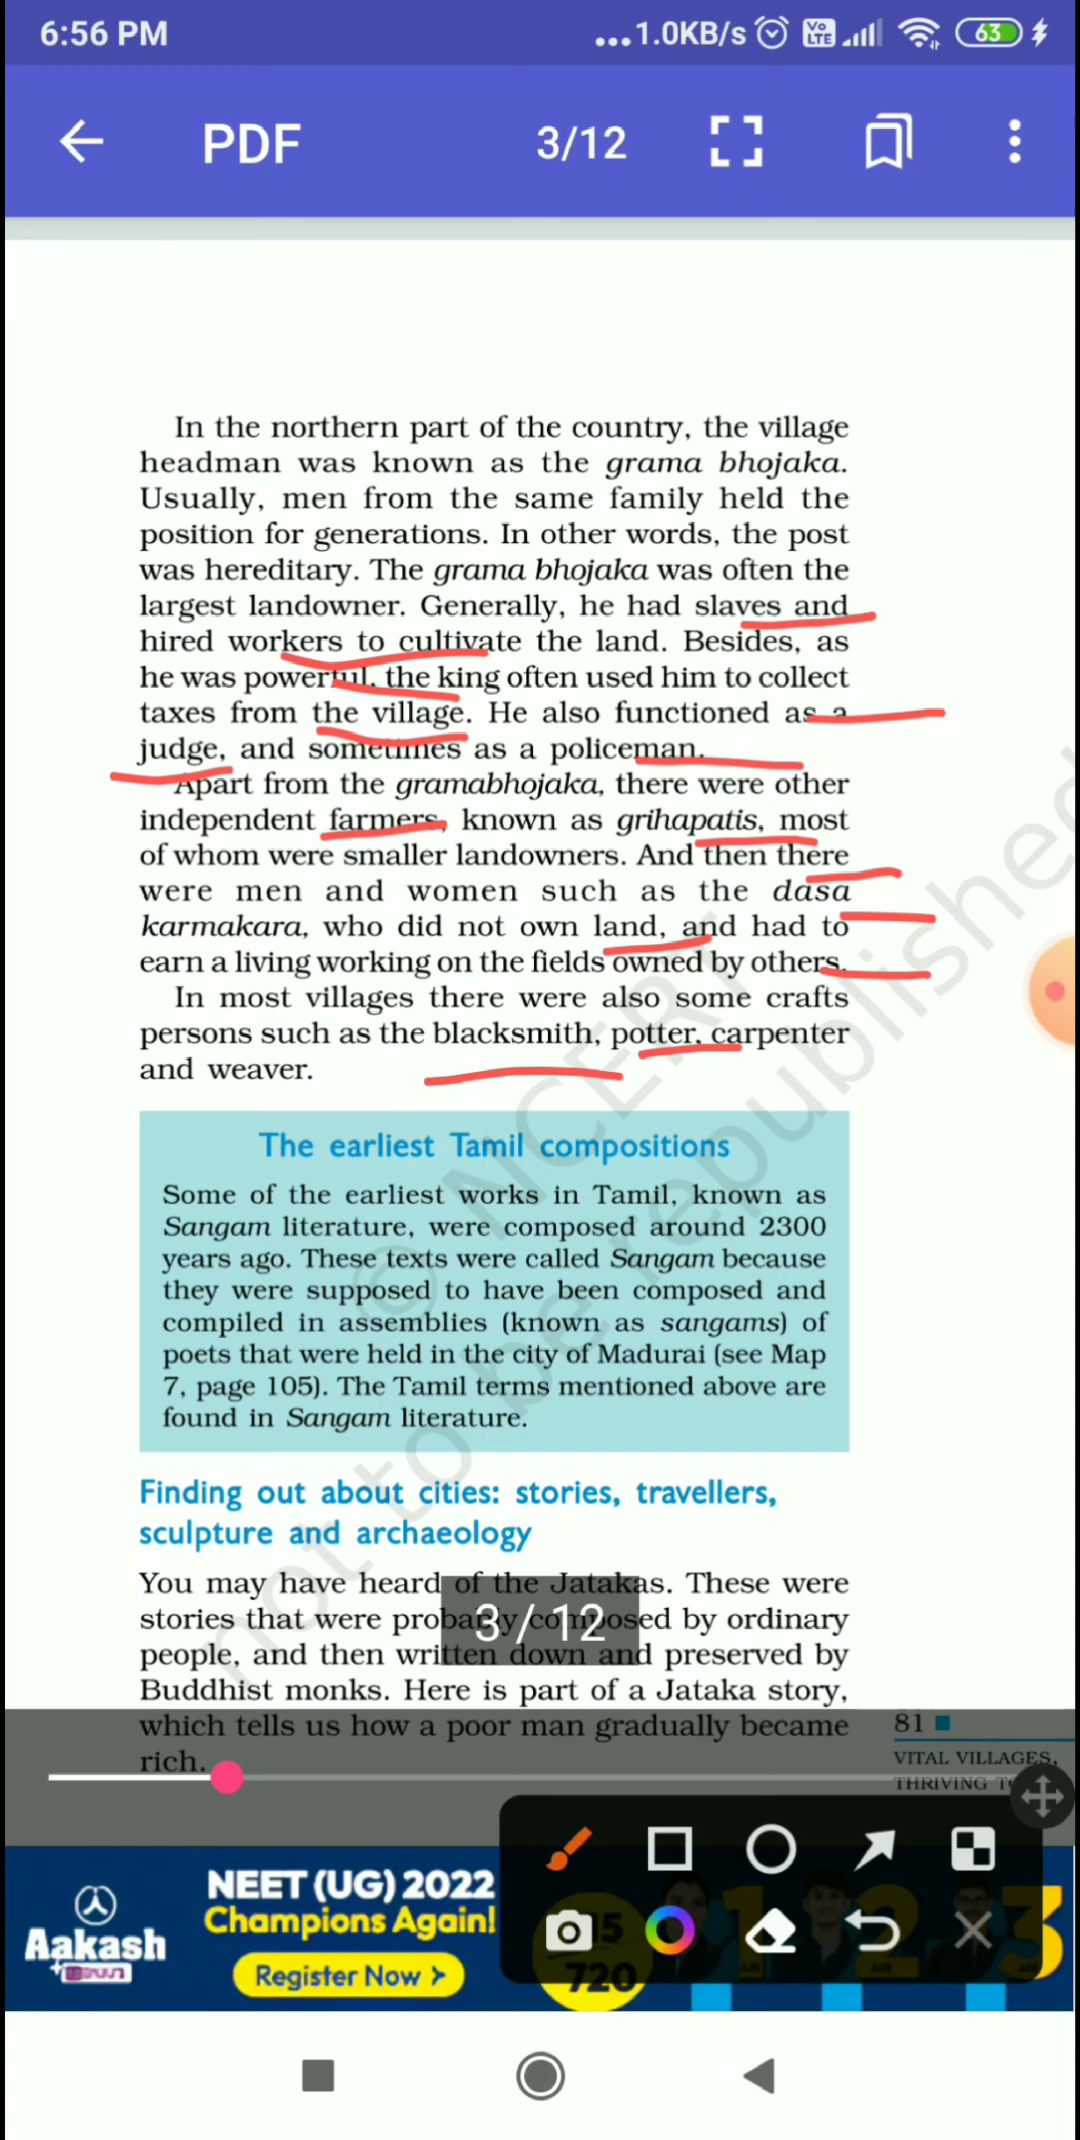 6:56 PM
...1.0KB/s
Vo
LTE
63
PDF
3/12
In the northern part of the country, the village
headman was known as the grama bhojaka.
Usually, men from the same family held the
position for generations. In other words, the post
was hereditary. The grama bhojaka was often the
largest landowner. Generally, he had slaves and
hired workers to cultivate the land. Besides, as
he was powerful, the king often used him to collect
taxes from the village. He also functioned as a
judge, and sometimes as a policeman.
Apart from the gramabhojaka, there were other
independent farmers, known as grihapatis, most
of whom were smaller landowners. And then there
were men and women such as the dasa
karmakara, who did not own land, and had to
earn a living working on the fields owned by others.
In most villages there were also some crafts
persons such as the blacksmith, potter, carpenter
and weaver.
The earliest Tamil compositions
Some of the earliest works in Tamil, known as
Sangam literature, were composed around 2300
years ago. These texts were called Sangam because
they were supposed to have been composed and
compiled in assemblies (known as sangams) of
poets that were held in the city of Madurai (see Map
7, page 105). The Tamil terms mentioned above are
found in Sangam literature.
Finding out about cities: stories, travellers,
sculpture and archaeology
You may have heard of the Jatakas. These were
stories that were probably composed by ordinary
people, and then written down and preserved by
Buddhist monks. Here is part of a Jataka story,
which tells us how a poor man gradually became
rich.
3 / 12
81
VITAL VILLAGES,
THRIVING
© NCERT
not to be republished
Aakash
NEET (UG) 2022
Champions Again!
Register Now >
720
1 2 3